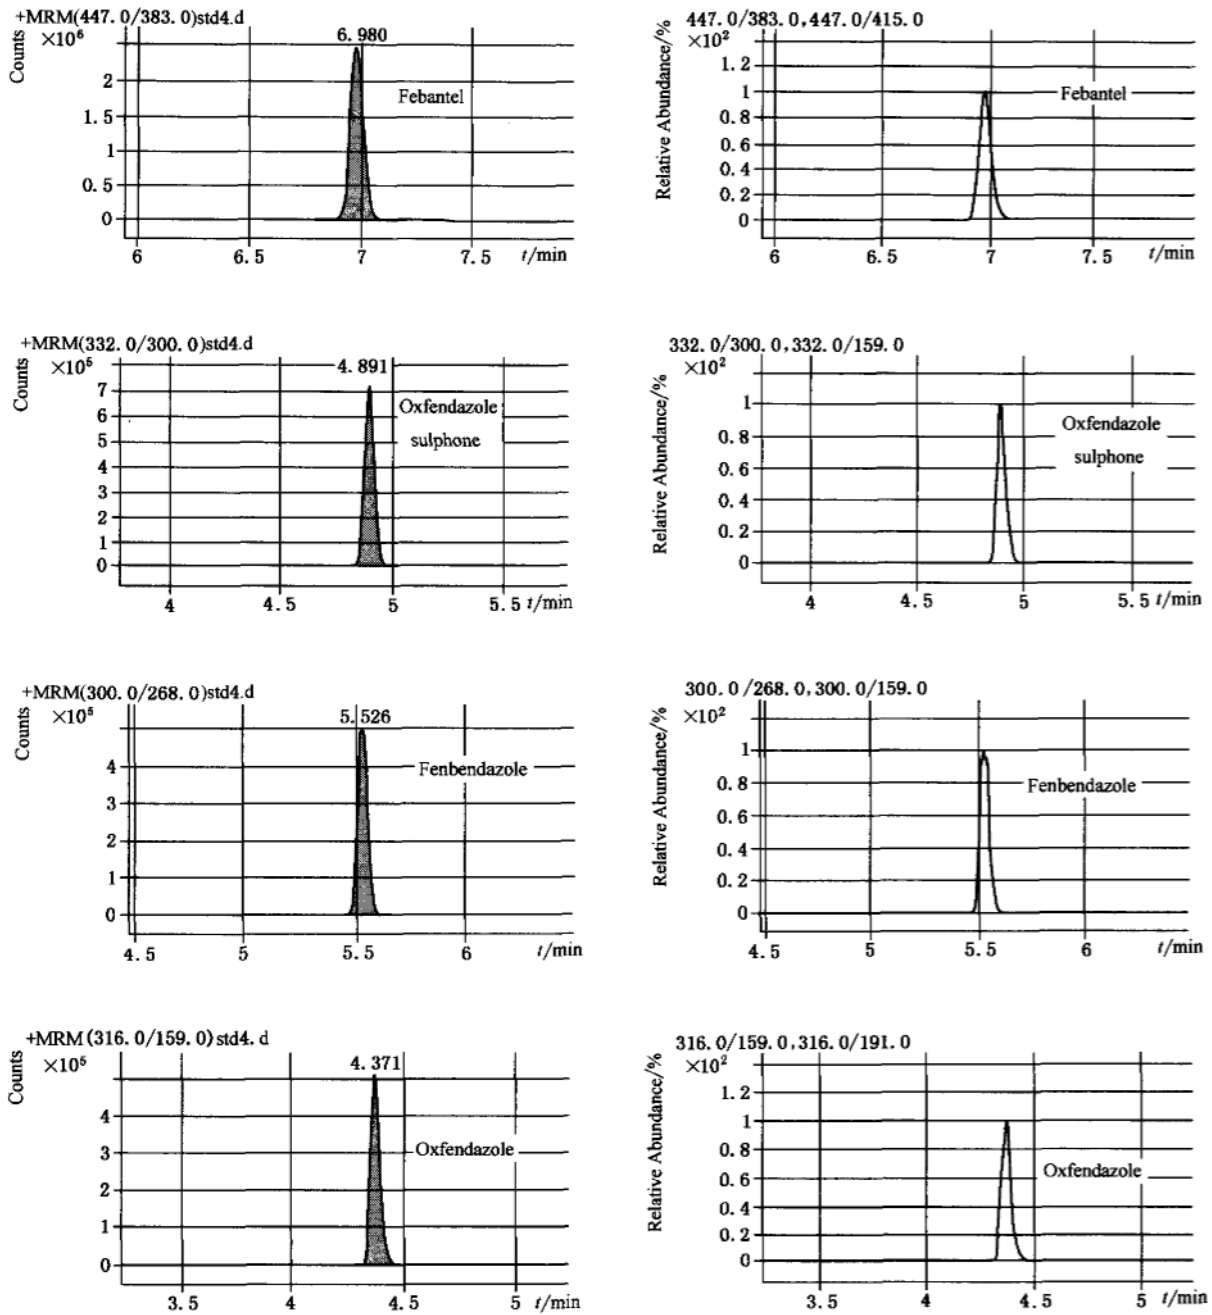 +MRM(447.0/383.0)std4.d
Counts
×10⁶
6.980
Febantel
2
1.5
1
0.5
0
6 6.5 7 7.5 t/min
447.0/383.0,447.0/415.0
Relative Abundance/%
×10²
1.2
1
0.8
0.6
0.4
0.2
0
Febantel
6 6.5 7 7.5 t/min
+MRM(332.0/300.0)std4.d
Counts
×10⁵
4.891
Oxfendazole
sulphone
7
6
5
4
3
2
1
0
4 4.5 5 5.5 t/min
332.0/300.0,332.0/159.0
Relative Abundance/%
×10²
1
0.8
0.6
0.4
0.2
0
Oxfendazole
sulphone
4 4.5 5 5.5 t/min
+MRM(300.0/268.0)std4.d
Counts
×10⁵
5.526
Fenbendazole
4
3
2
1
0
4.5 5 5.5 6 t/min
300.0/268.0,300.0/159.0
Relative Abundance/%
×10²
1
0.8
0.6
0.4
0.2
0
Fenbendazole
4.5 5 5.5 6 t/min
+MRM(316.0/159.0)std4.d
Counts
×10⁵
4.371
Oxfendazole
4
3
2
1
0
3.5 4 4.5 5 t/min
316.0/159.0,316.0/191.0
Relative Abundance/%
×10²
1.2
1
0.8
0.6
0.4
0.2
0
Oxfendazole
3.5 4 4.5 5 t/min